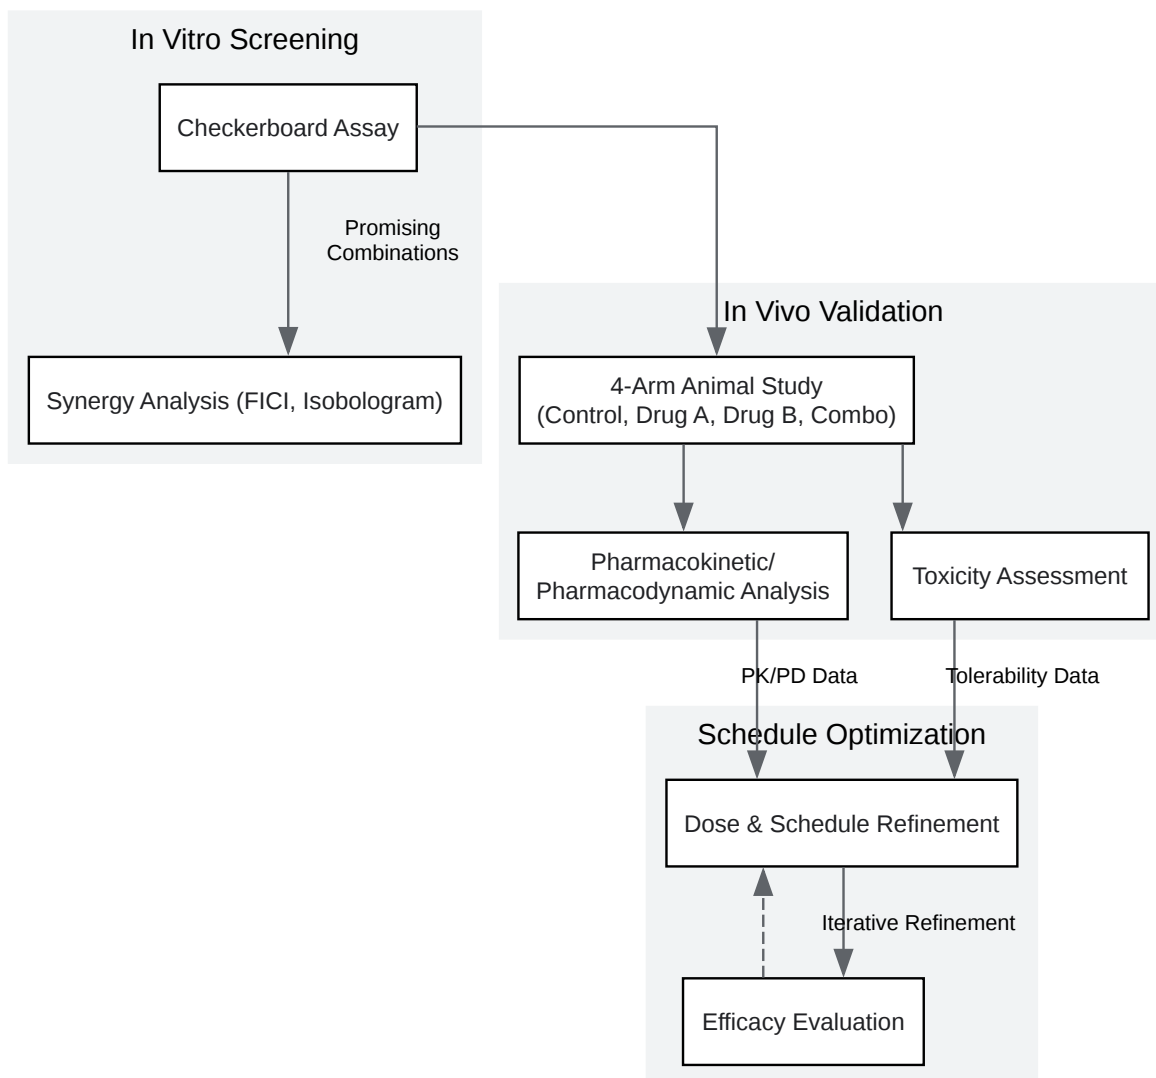 In Vitro Screening
Checkerboard Assay
Promising
Combinations
Synergy Analysis (FICI, Isobologram)
In Vivo Validation
4-Arm Animal Study
(Control, Drug A, Drug B, Combo)
Pharmacokinetic/
Pharmacodynamic Analysis
Toxicity Assessment
PK/PD Data
Tolerability Data
Schedule Optimization
Dose & Schedule Refinement
Iterative Refinement
Efficacy Evaluation